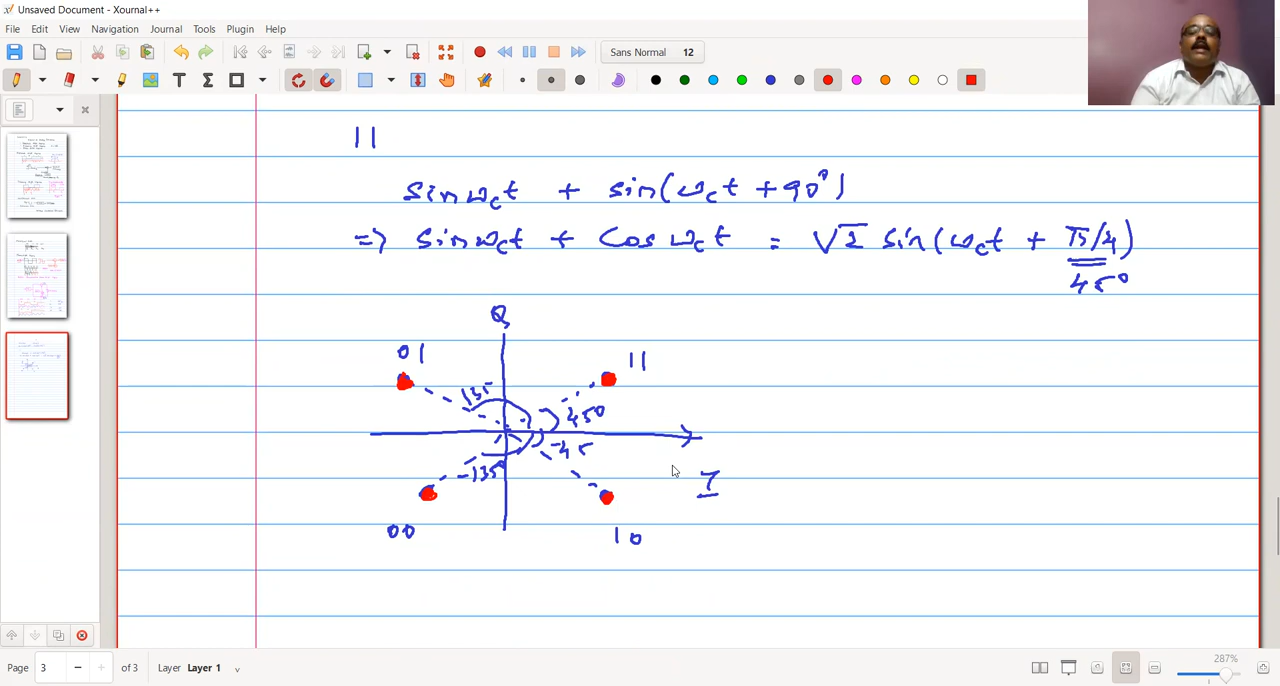 Unsaved Document - Xournal++
File Edit View Navigation Journal Tools Plugin Help
Sans Normal 12
11
sin ωct + sin(ωct + 90°)
=> sin ωct + cos ωct = √2 sin(ωct + π/4)
45°
Q
01
11
135
450
-45
-135°
I
00
10
287%
Page 3 of 3 Layer Layer 1